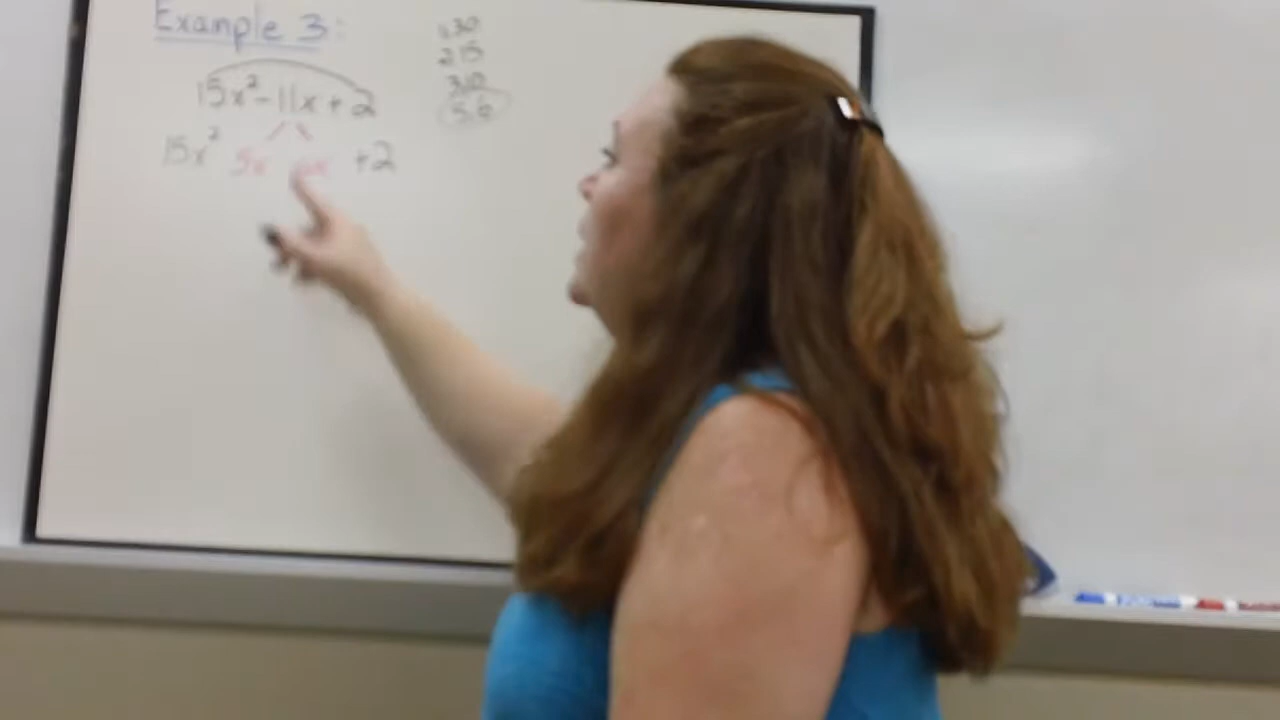 Example 3:
15x² - 11x + 2
15x² 5x 6x +2
1 30
2 15
3 10
5 6